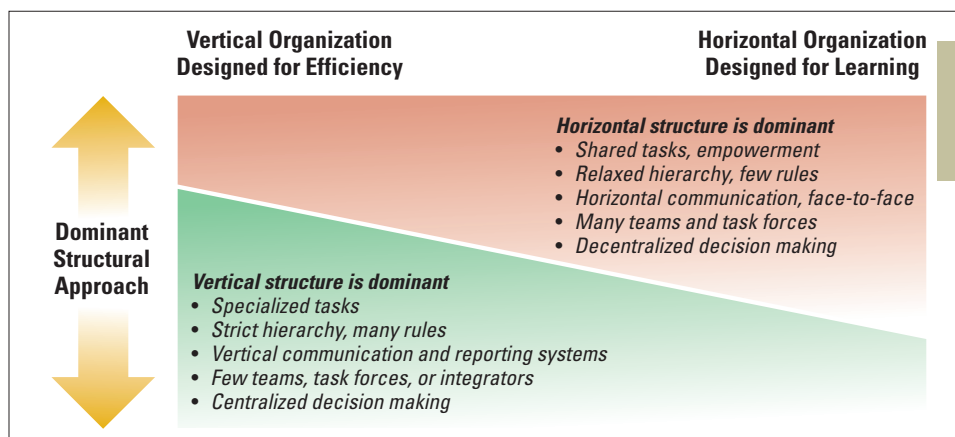 Vertical Organization
Designed for Efficiency
Horizontal Organization
Designed for Learning
Dominant
Structural
Approach
Horizontal structure is dominant
• Shared tasks, empowerment
• Relaxed hierarchy, few rules
• Horizontal communication, face-to-face
• Many teams and task forces
• Decentralized decision making
Vertical structure is dominant
• Specialized tasks
• Strict hierarchy, many rules
• Vertical communication and reporting systems
• Few teams, task forces, or integrators
• Centralized decision making